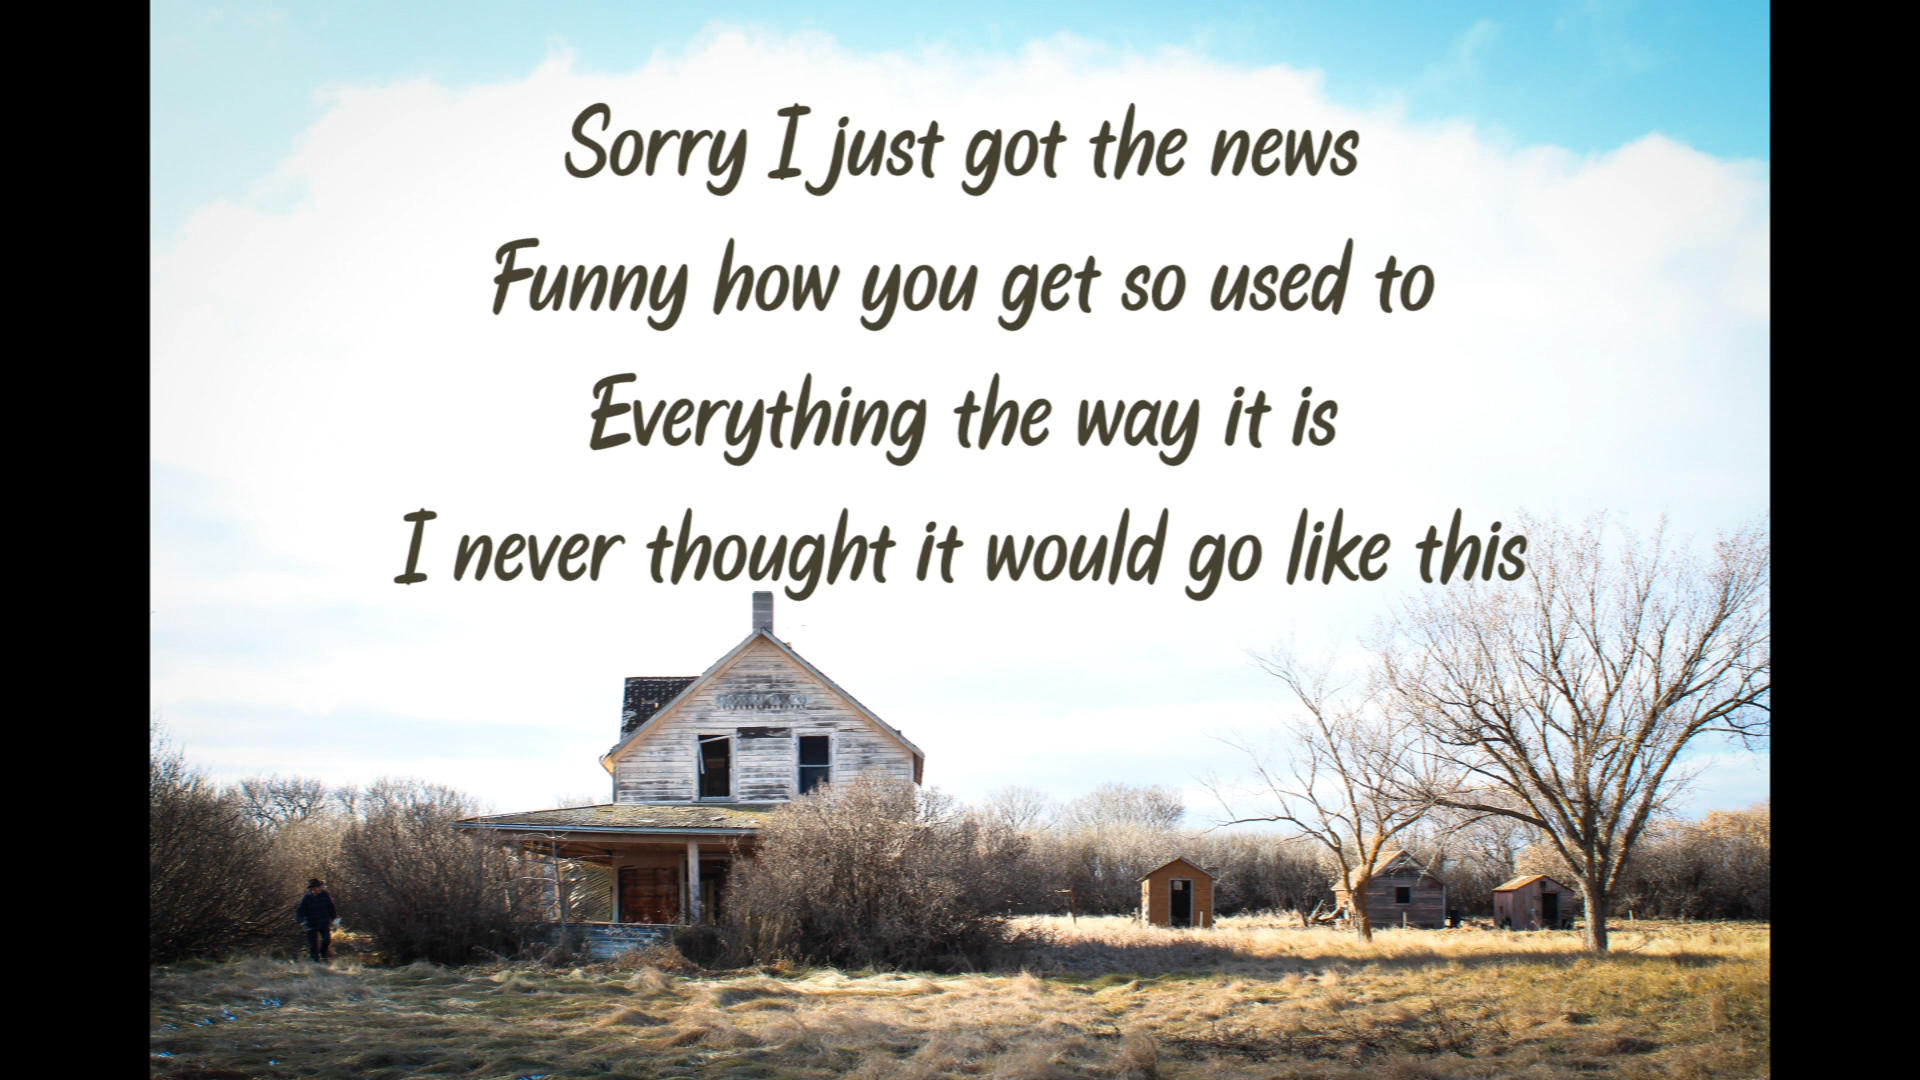 Sorry I just got the news
Funny how you get so used to
Everything the way it is
I never thought it would go like this